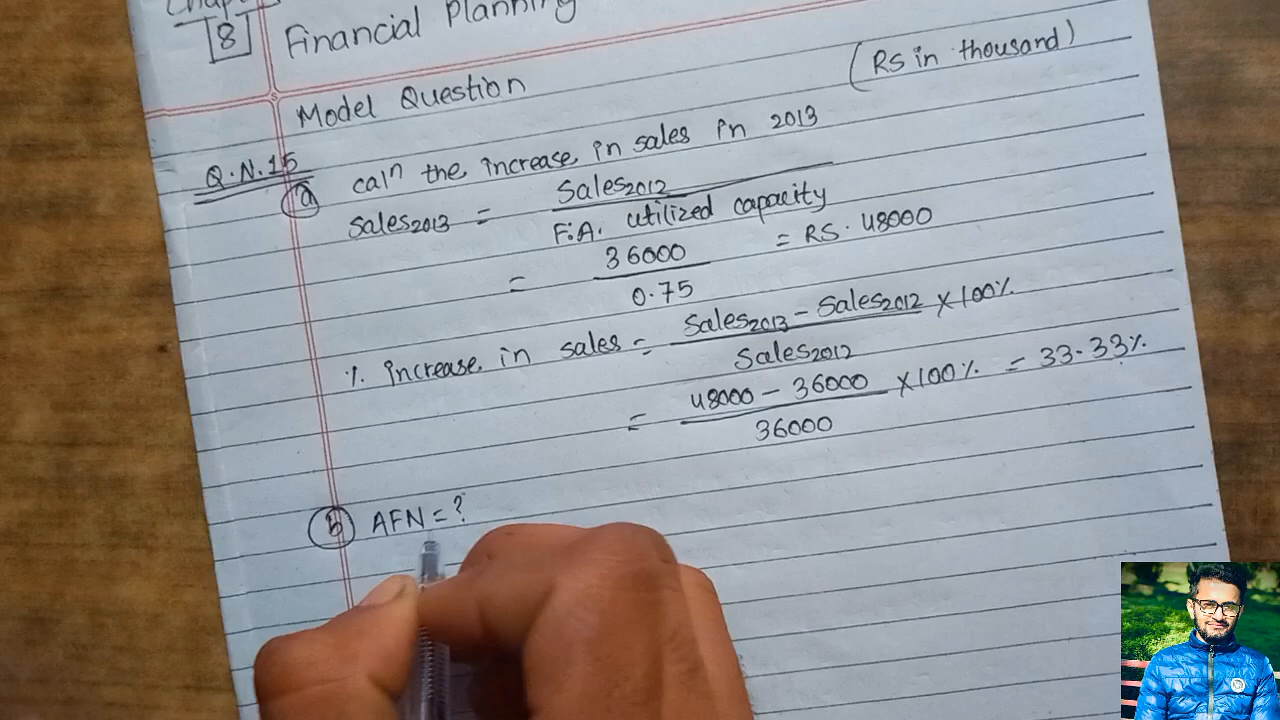 Chap
8 Financial Planning
Model Question (RS in thousand)
Q.N.15
a calⁿ the increase in sales in 2013
Sales2013 = Sales2012 / F.A. utilized capacity
= 36000 / 0.75 = RS. 48000
% increase in sales = Sales2013 - Sales2012 / Sales2012 × 100%
= 48000 - 36000 / 36000 × 100% = 33.33%
b AFN = ?